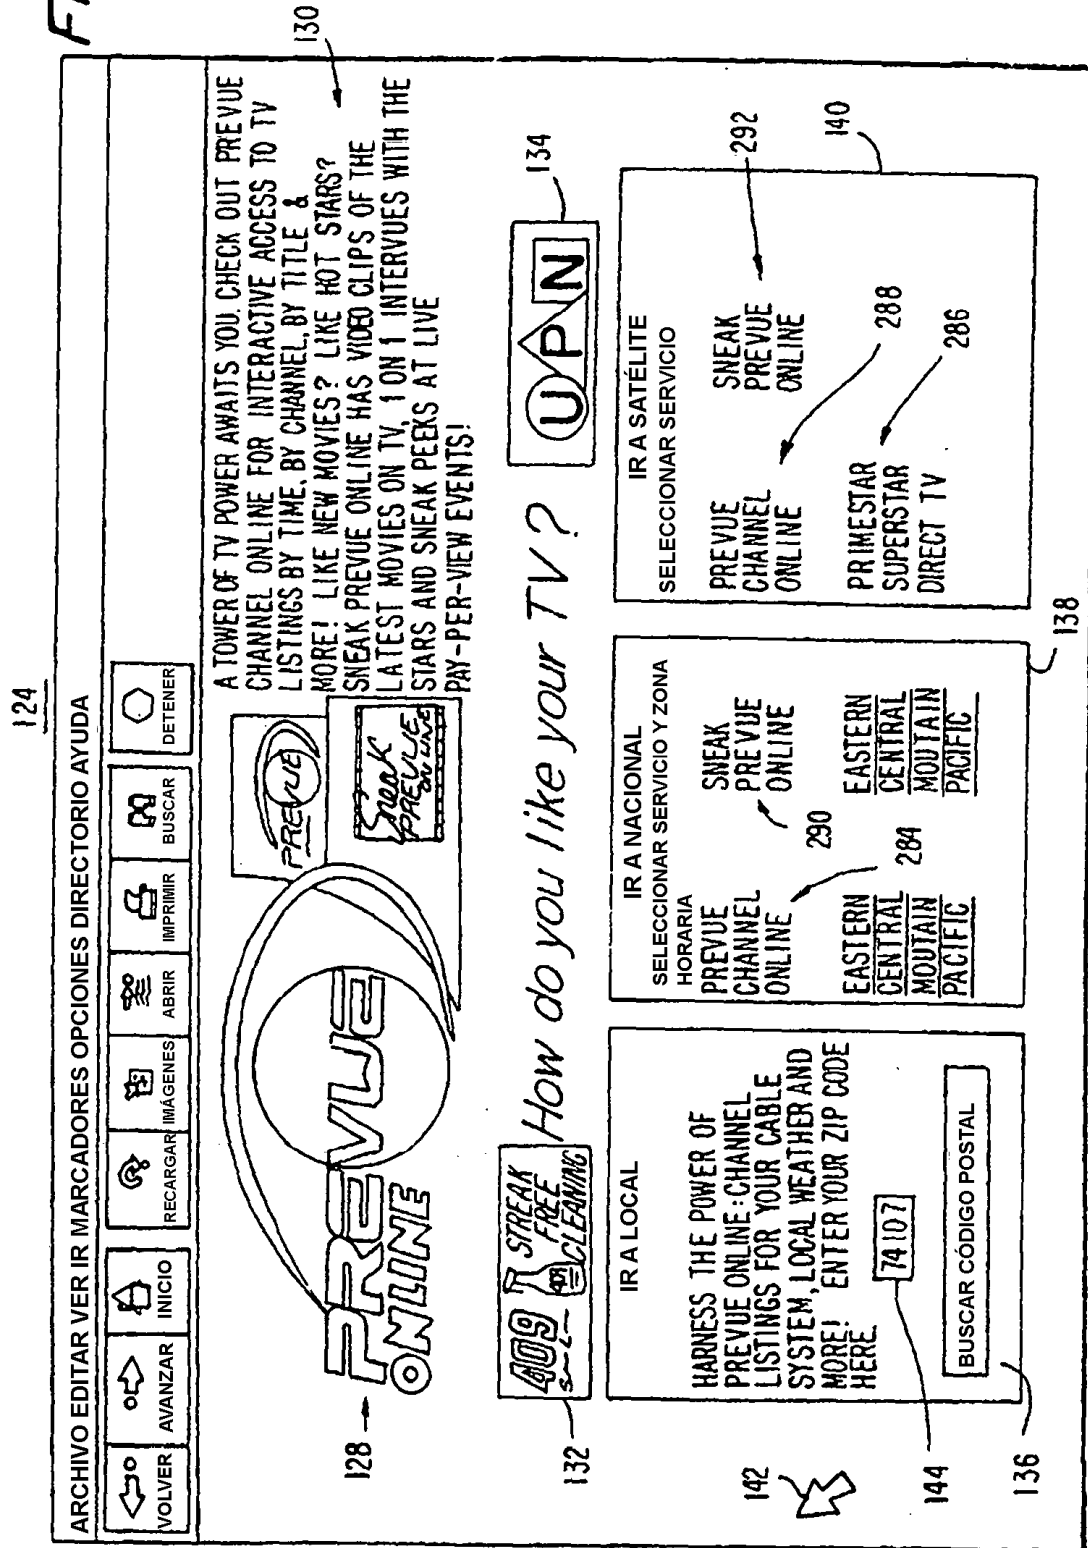 124
130
ARCHIVO EDITAR VER IR MARCADORES OPCIONES DIRECTORIO AYUDA
VOLVER
AVANZAR
INICIO
RECARGAR
IMÁGENES
ABRIR
IMPRIMIR
BUSCAR
DETENER
128
PREVUE
ONLINE
PREVUE
Sneak
PREVUE
ON LINE
A TOWER OF TV POWER AWAITS YOU. CHECK OUT PREVUE
CHANNEL ONLINE FOR INTERACTIVE ACCESS TO TV
LISTINGS BY TIME, BY CHANNEL, BY TITLE &
MORE! LIKE NEW MOVIES? LIKE HOT STARS?
SNEAK PREVUE ONLINE HAS VIDEO CLIPS OF THE
LATEST MOVIES ON TV, 1 ON 1 INTERVUES WITH THE
STARS AND SNEAK PEEKS AT LIVE
PAY-PER-VIEW EVENTS!
132
409
STREAK
FREE
CLEANING
409
How do you like your TV?
UPN
134
142
IR A LOCAL
HARNESS THE POWER OF
PREVUE ONLINE:CHANNEL
LISTINGS FOR YOUR CABLE
SYSTEM, LOCAL WEATHER AND
MORE! ENTER YOUR ZIP CODE
HERE.
74107
144
BUSCAR CÓDIGO POSTAL
136
IR A NACIONAL
SELECCIONAR SERVICIO Y ZONA
HORARIA
PREVUE
CHANNEL
ONLINE
284
EASTERN
CENTRAL
MOUTAIN
PACIFIC
SNEAK
PREVUE
ONLINE
290
EASTERN
CENTRAL
MOUTAIN
PACIFIC
138
IR A SATÉLITE
SELECCIONAR SERVICIO
PREVUE
CHANNEL
ONLINE
288
SNEAK
PREVUE
ONLINE
292
PRIMESTAR
SUPERSTAR
DIRECT TV
286
140